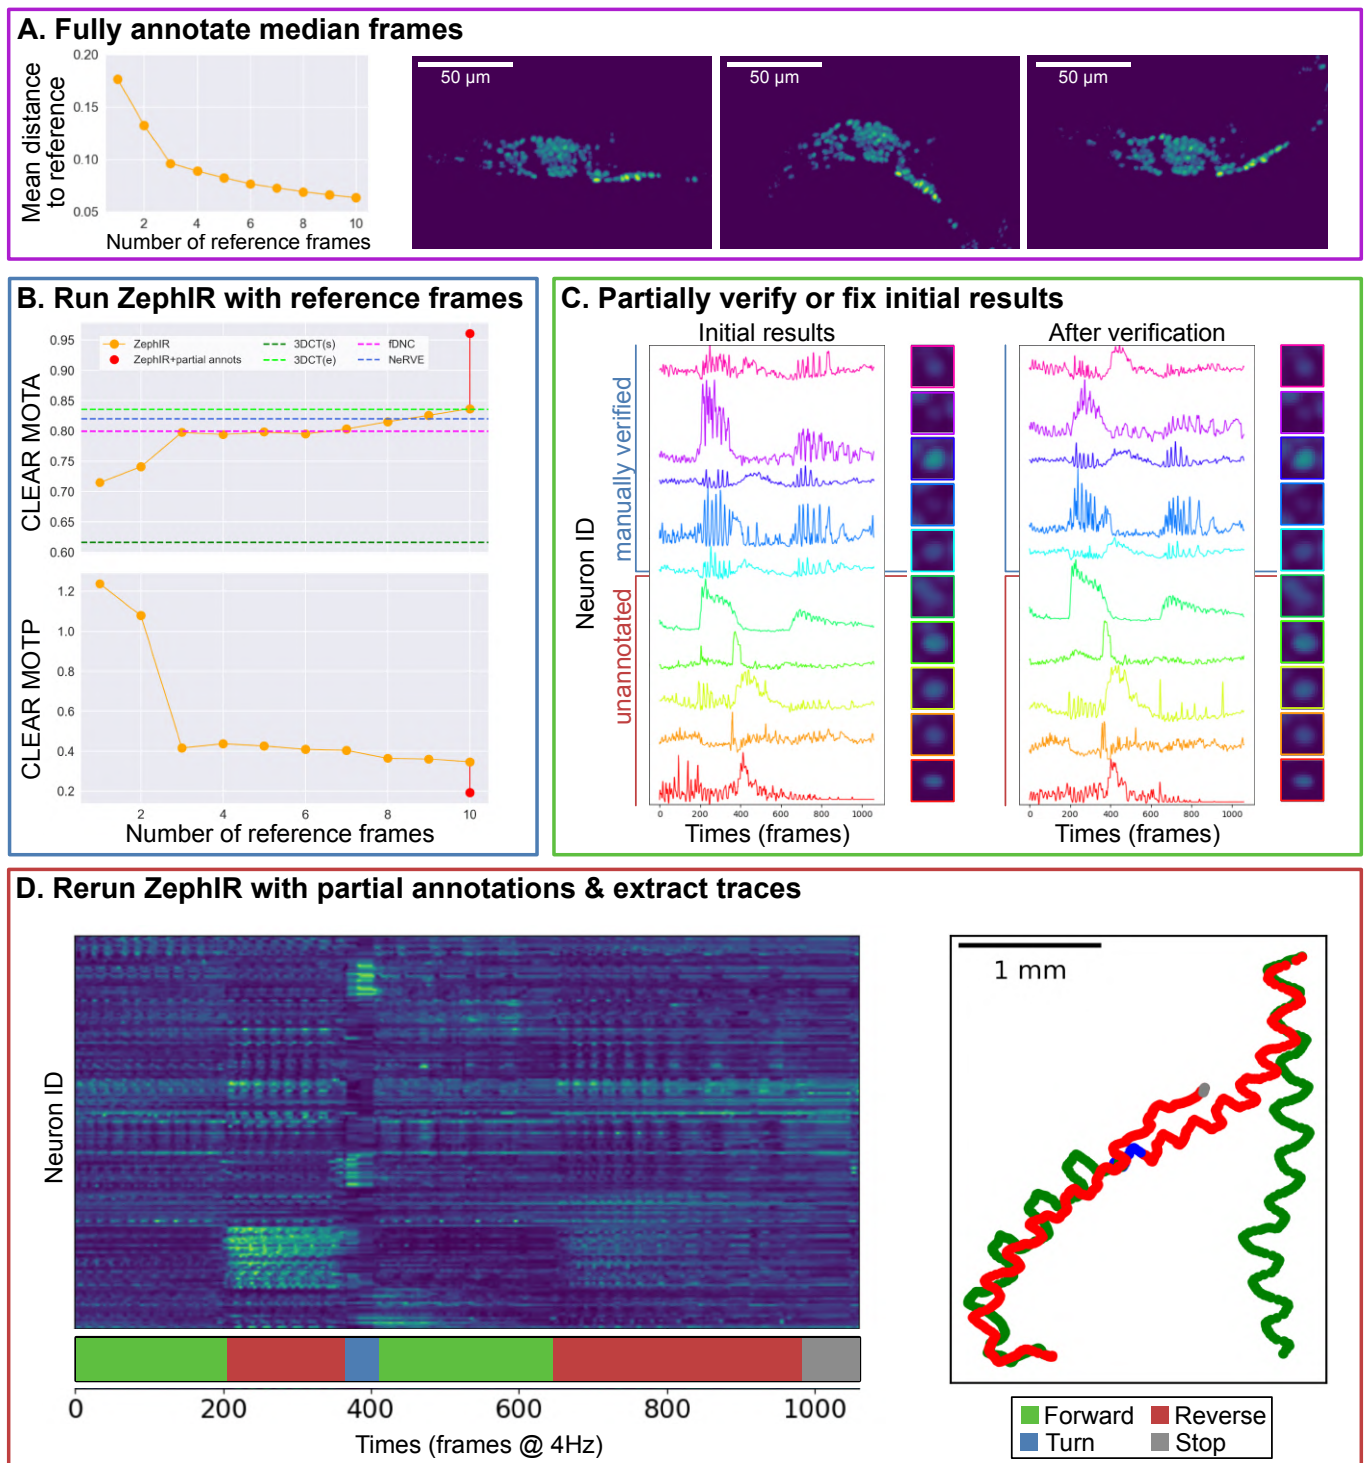 A. Fully annotate median frames
Mean distance
to reference
0.20
0.15
0.10
0.05
2 4 6 8 10
Number of reference frames
50 µm
50 µm
50 µm
B. Run ZephIR with reference frames
CLEAR MOTA
0.95
0.90
0.85
0.80
0.75
0.70
0.65
0.60
ZephIR
ZephIR+partial annots
3DCT(s)
3DCT(e)
fDNC
NeRVE
CLEAR MOTP
1.2
1.0
0.8
0.6
0.4
0.2
2 4 6 8 10
Number of reference frames
C. Partially verify or fix initial results
Initial results
After verification
Neuron ID
manually verified
unannotated
0 200 400 600 800 1000
Times (frames)
0 200 400 600 800 1000
Times (frames)
D. Rerun ZephIR with partial annotations & extract traces
Neuron ID
0 200 400 600 800 1000
Times (frames @ 4Hz)
1 mm
Forward
Reverse
Turn
Stop